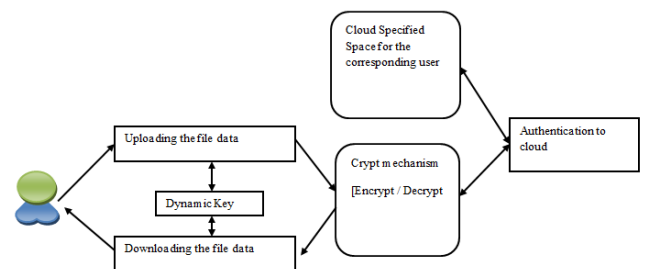 Cloud Specified
Space for the
corresponding user
Uploading the file data
Authentication to
cloud
Crypt mechanism
[Encrypt / Decrypt
Dynamic Key
Downloading the file data